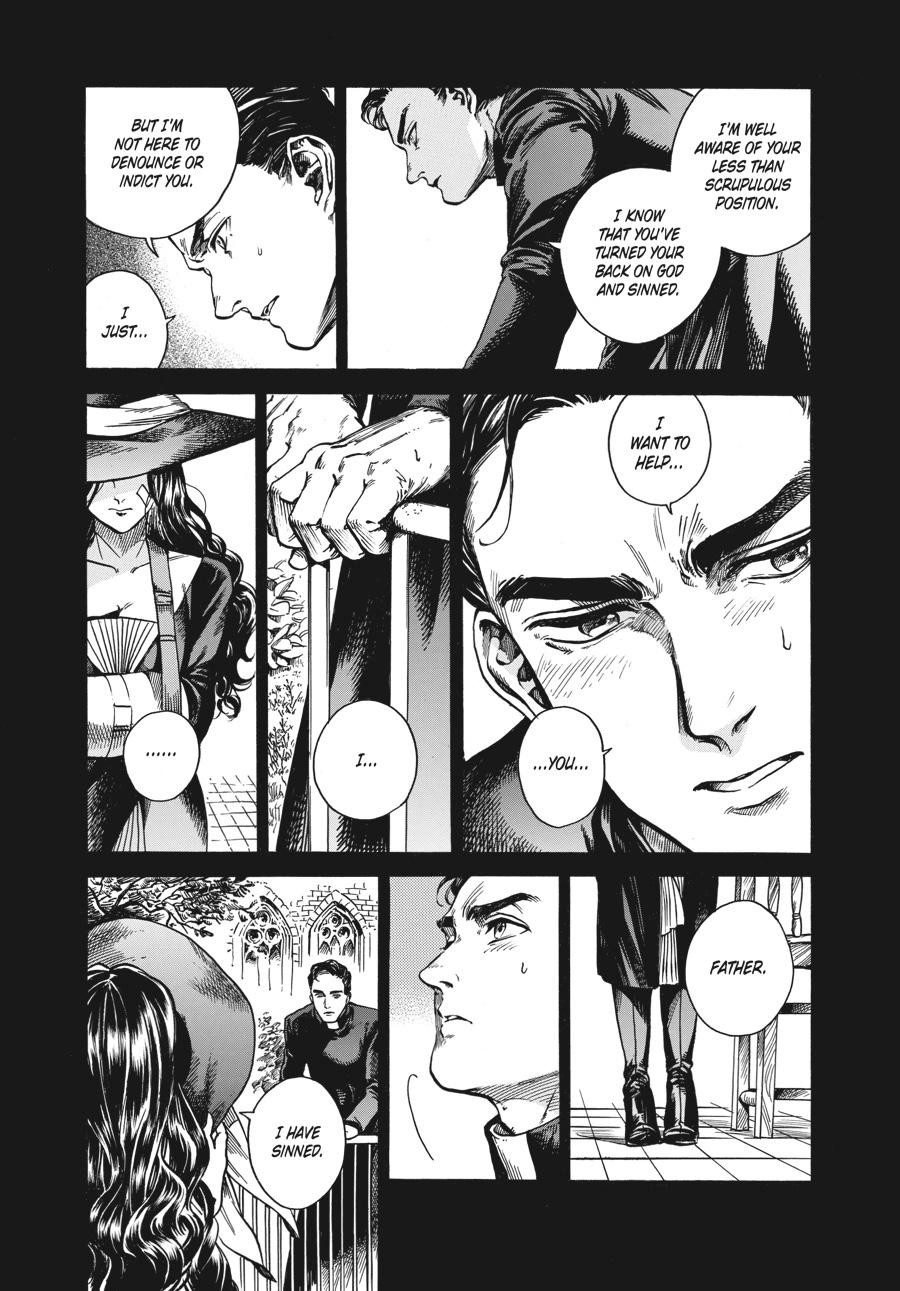 I'M WELL
AWARE OF YOUR
LESS THAN
SCRUPULOUS
POSITION.
I KNOW
THAT YOU'VE
TURNED YOUR
BACK ON GOD
AND SINNED.
BUT I'M
NOT HERE TO
DENOUNCE OR
INDICT YOU.
I
JUST...
I
WANT TO
HELP...
...YOU...
I...
......
FATHER.
I HAVE
SINNED.